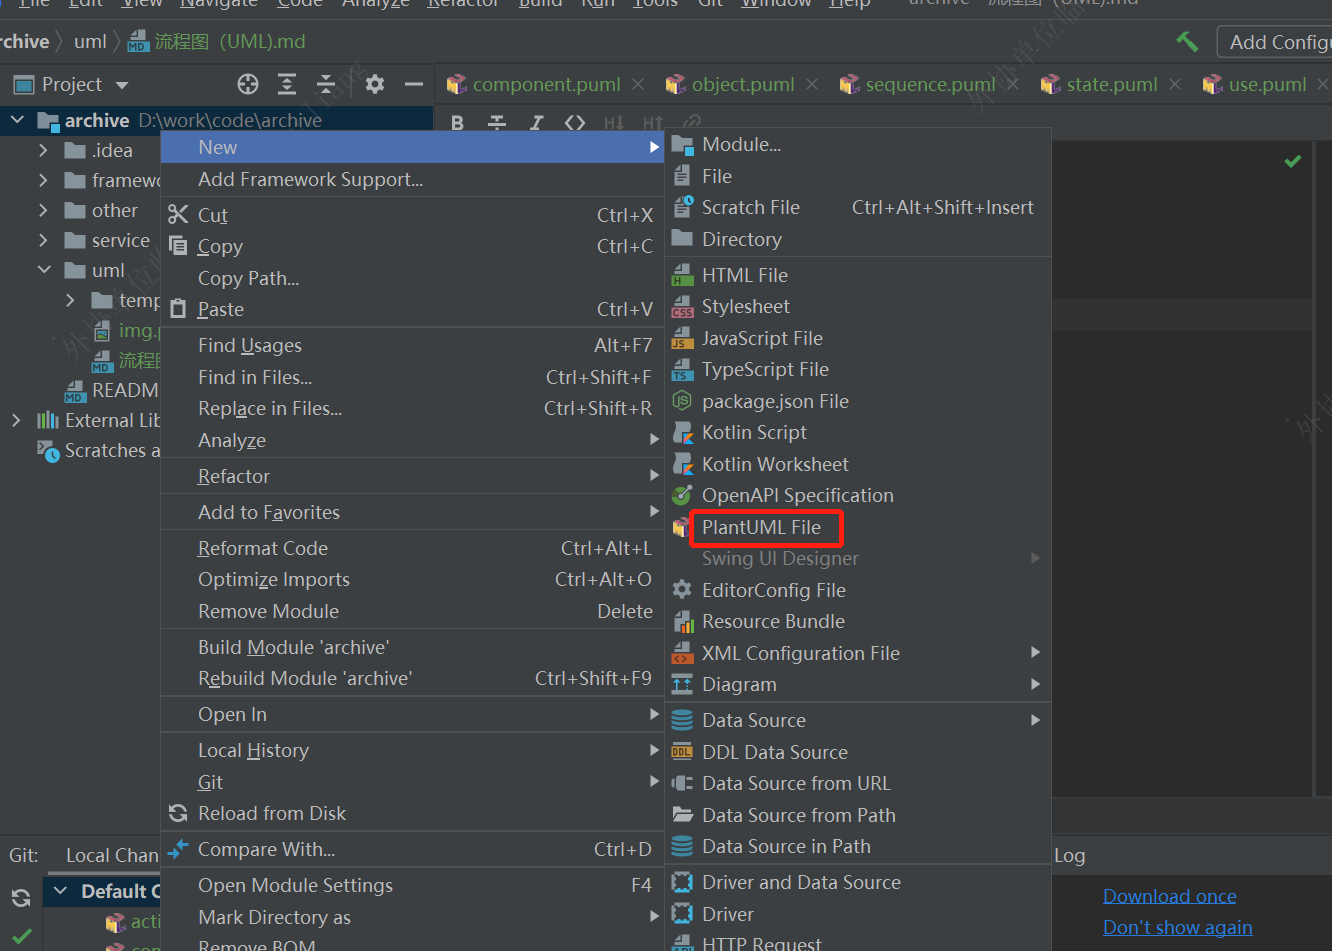 File Edit View Navigate Code Analyze Refactor Build Run Tools Git Window Help archive - 流程图 (UML).md
rchive uml 流程图 (UML).md Add Configu
Project component.puml object.puml sequence.puml state.puml use.puml
archive D:\work\code\archive
B I <> H↓ H↑
.idea
framewo
other
service
uml
temp
img.p
流程图
README
External Lib
Scratches a
New
Add Framework Support...
Cut Ctrl+X
Copy Ctrl+C
Copy Path...
Paste Ctrl+V
Find Usages Alt+F7
Find in Files... Ctrl+Shift+F
Replace in Files... Ctrl+Shift+R
Analyze
Refactor
Add to Favorites
Reformat Code Ctrl+Alt+L
Optimize Imports Ctrl+Alt+O
Remove Module Delete
Build Module 'archive'
Rebuild Module 'archive' Ctrl+Shift+F9
Open In
Local History
Git
Reload from Disk
Compare With... Ctrl+D
Open Module Settings F4
Mark Directory as
Remove BOM
Module...
File
Scratch File Ctrl+Alt+Shift+Insert
Directory
HTML File
Stylesheet
JavaScript File
TypeScript File
package.json File
Kotlin Script
Kotlin Worksheet
OpenAPI Specification
PlantUML File
Swing UI Designer
EditorConfig File
Resource Bundle
XML Configuration File
Diagram
Data Source
DDL Data Source
Data Source from URL
Data Source from Path
Data Source in Path
Driver and Data Source
Driver
HTTP Request
Git: Local Chan Log
Default C
acti
com
Download once
Don't show again